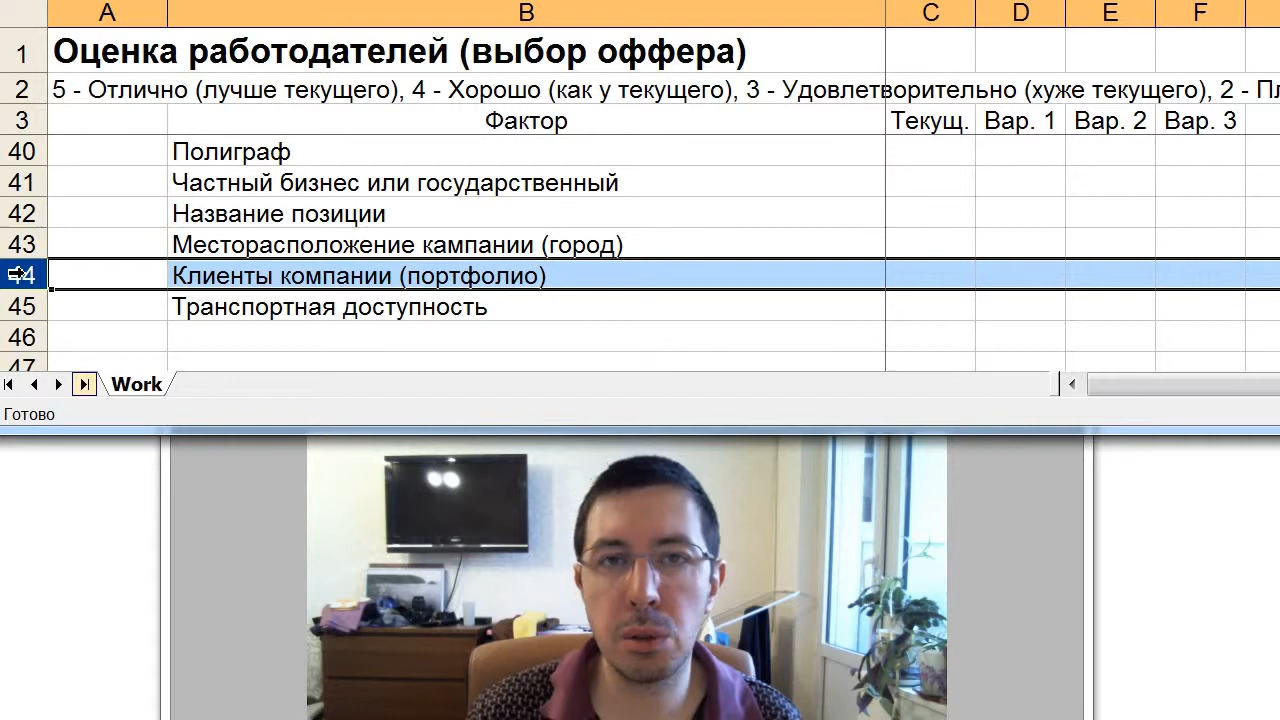 A B C D E F
1 Оценка работодателей (выбор оффера)
2 5 - Отлично (лучше текущего), 4 - Хорошо (как у текущего), 3 - Удовлетворительно (хуже текущего), 2 - Пл
3 Фактор Текущ. Вар. 1 Вар. 2 Вар. 3
40 Полиграф
41 Частный бизнес или государственный
42 Название позиции
43 Месторасположение кампании (город)
44 Клиенты компании (портфолио)
45 Транспортная доступность
46
47
Work
Готово